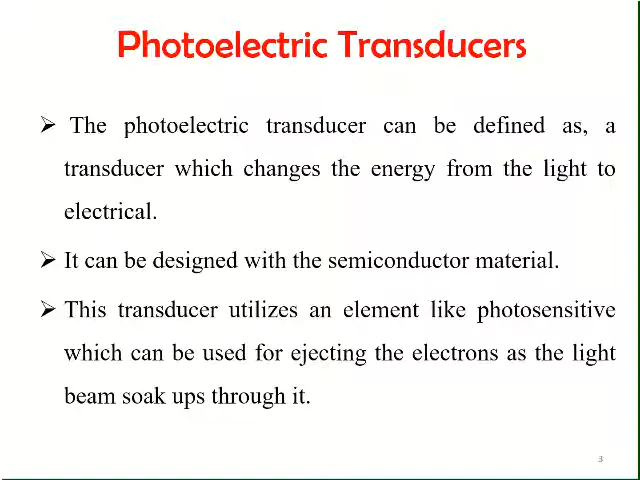 Photoelectric Transducers
➢ The photoelectric transducer can be defined as, a
transducer which changes the energy from the light to
electrical.
➢ It can be designed with the semiconductor material.
➢ This transducer utilizes an element like photosensitive
which can be used for ejecting the electrons as the light
beam soak ups through it.
3